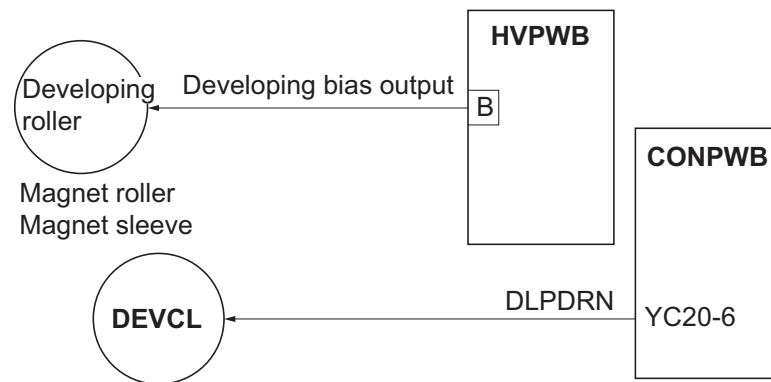 HVPWB
Developing
roller
Developing bias output
B
CONPWB
Magnet roller
Magnet sleeve
DEVCL
DLPDRN
YC20-6